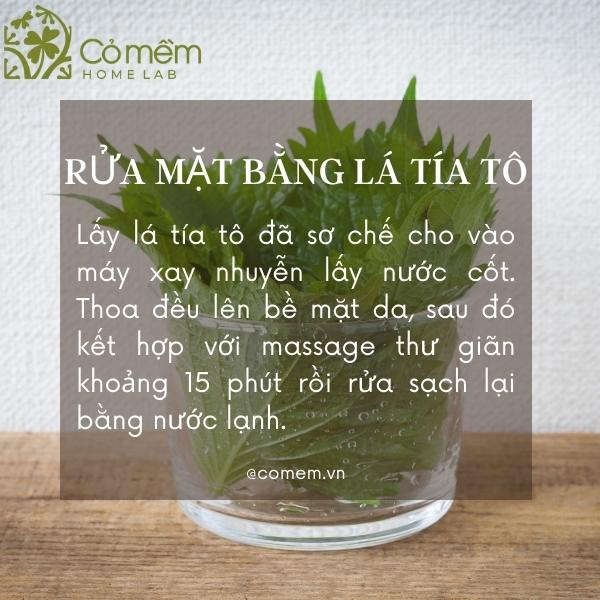 Cỏ mềm
HOME LAB
RỬA MẶT BẰNG LÁ TÍA TÔ
Lấy lá tía tô đã sơ chế cho vào
máy xay nhuyễn lấy nước cốt.
Thoa đều lên bề mặt da, sau đó
kết hợp với massage thư giãn
khoảng 15 phút rồi rửa sạch lại
bằng nước lạnh.
@comem.vn